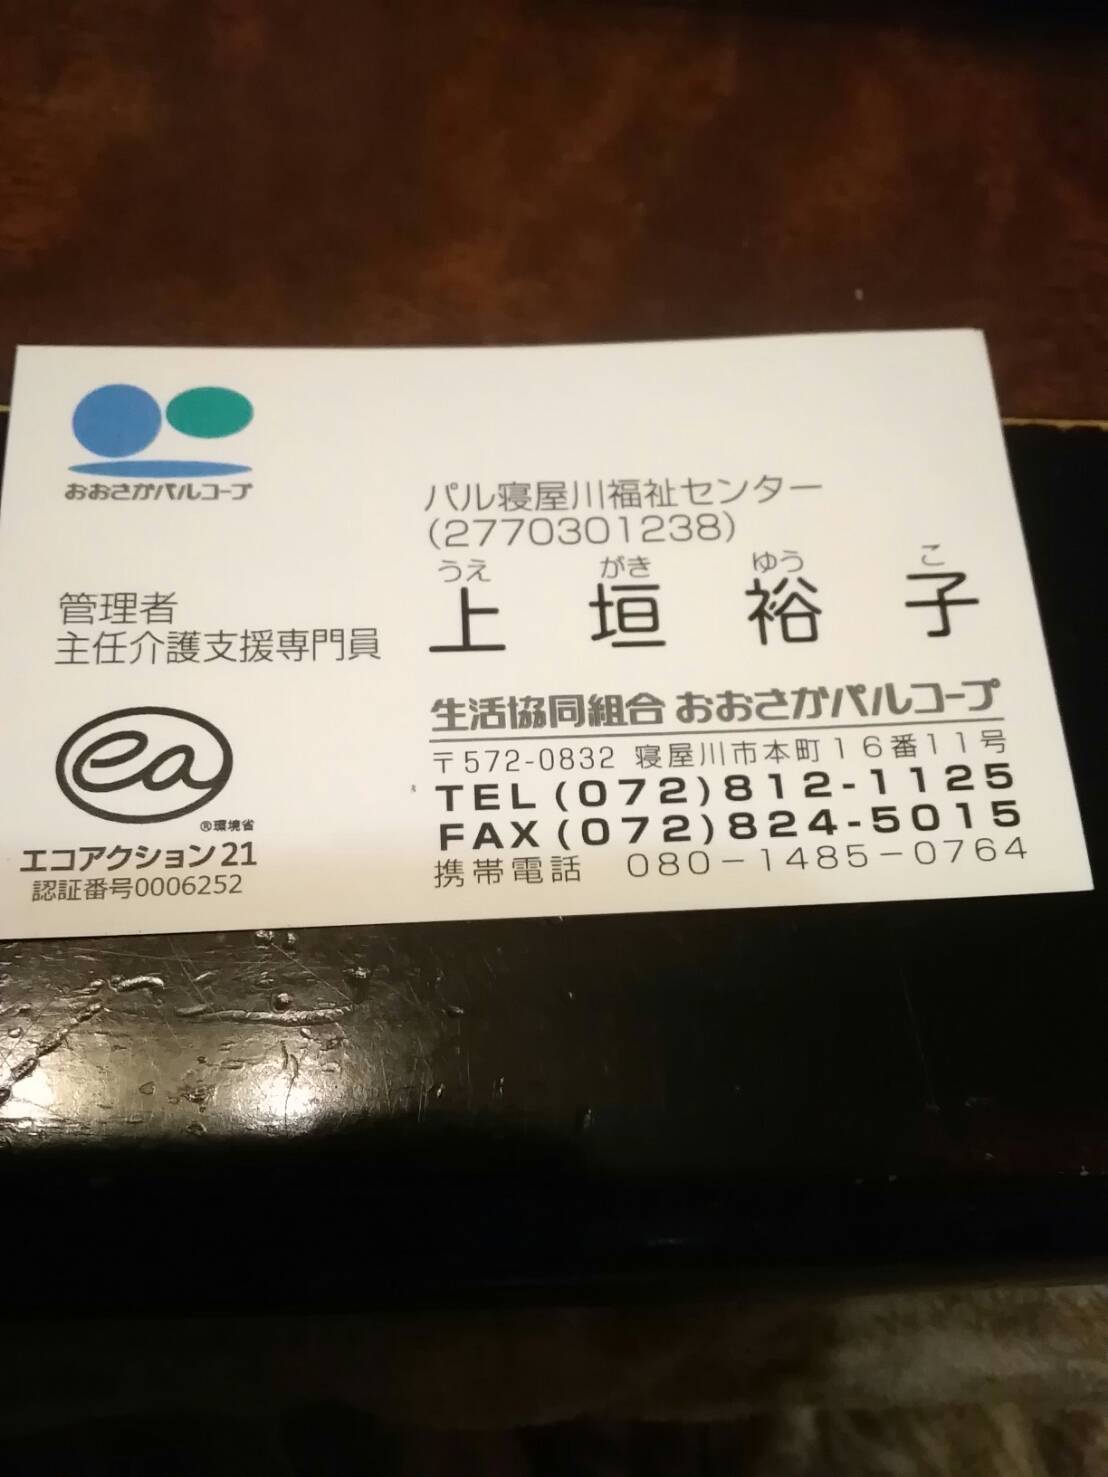 おおさかパルコープ
パル寝屋川福祉センター
(2770301238)
管理者
主任介護支援専門員
うえ がき ゆう こ
上垣裕子
生活協同組合 おおさかパルコープ
〒572-0832 寝屋川市本町16番11号
TEL(072)812-1125
FAX(072)824-5015
携帯電話 080-1485-0764
ea
®環境省
エコアクション21
認証番号0006252